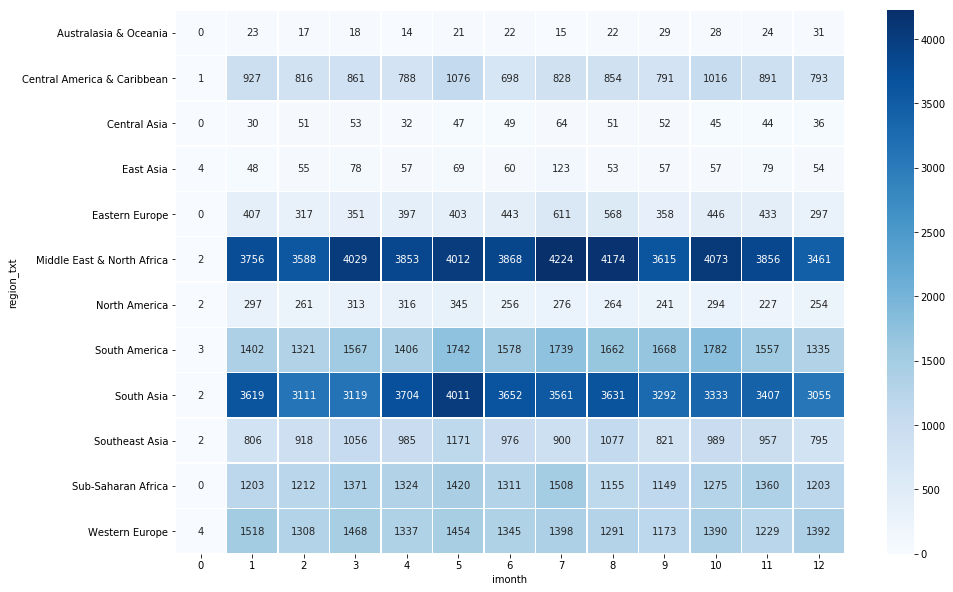 Australasia & Oceania 0 23 17 18 14 21 22 15 22 29 28 24 31
Central America & Caribbean 1 927 816 861 788 1076 698 828 854 791 1016 891 793
Central Asia 0 30 51 53 32 47 49 64 51 52 45 44 36
East Asia 4 48 55 78 57 69 60 123 53 57 57 79 54
Eastern Europe 0 407 317 351 397 403 443 611 568 358 446 433 297
Middle East & North Africa 2 3756 3588 4029 3853 4012 3868 4224 4174 3615 4073 3856 3461
North America 2 297 261 313 316 345 256 276 264 241 294 227 254
South America 3 1402 1321 1567 1406 1742 1578 1739 1662 1668 1782 1557 1335
South Asia 2 3619 3111 3119 3704 4011 3652 3561 3631 3292 3333 3407 3055
Southeast Asia 2 806 918 1056 985 1171 976 900 1077 821 989 957 795
Sub-Saharan Africa 0 1203 1212 1371 1324 1420 1311 1508 1155 1149 1275 1360 1203
Western Europe 4 1518 1308 1468 1337 1454 1345 1398 1291 1173 1390 1229 1392
0 1 2 3 4 5 6 7 8 9 10 11 12
imonth
region_txt
4000
3500
3000
2500
2000
1500
1000
500
0